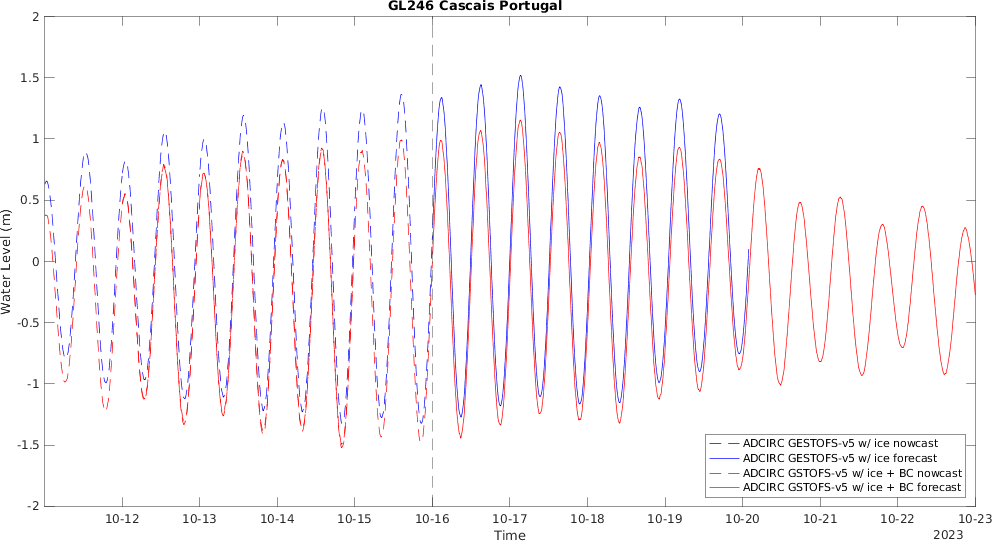 GL246 Cascais Portugal
2
1.5
1
0.5
0
-0.5
-1
-1.5
-2
Water Level (m)
ADCIRC GESTOFS-v5 w/ ice nowcast
ADCIRC GESTOFS-v5 w/ ice forecast
ADCIRC GSTOFS-v5 w/ ice + BC nowcast
ADCIRC GSTOFS-v5 w/ ice + BC forecast
10-12 10-13 10-14 10-15 10-16 10-17 10-18 10-19 10-20 10-21 10-22 10-23
Time
2023